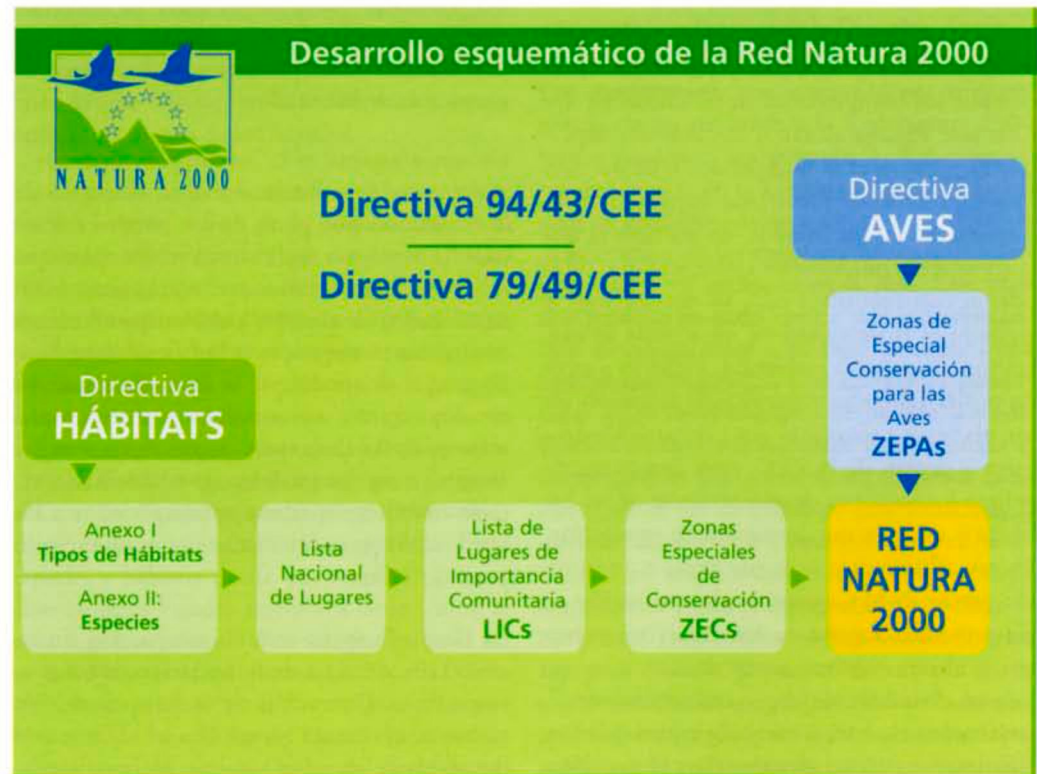 Desarrollo esquemático de la Red Natura 2000
NATURA 2000
Directiva 94/43/CEE
Directiva 79/49/CEE
Directiva
AVES
Zonas de
Especial
Conservación
para las
Aves
ZEPAs
Directiva
HÁBITATS
Anexo I
Tipos de Hábitats
Anexo II:
Especies
Lista
Nacional
de Lugares
Lista de
Lugares de
Importancia
Comunitaria
LICs
Zonas
Especiales
de
Conservación
ZECs
RED
NATURA
2000